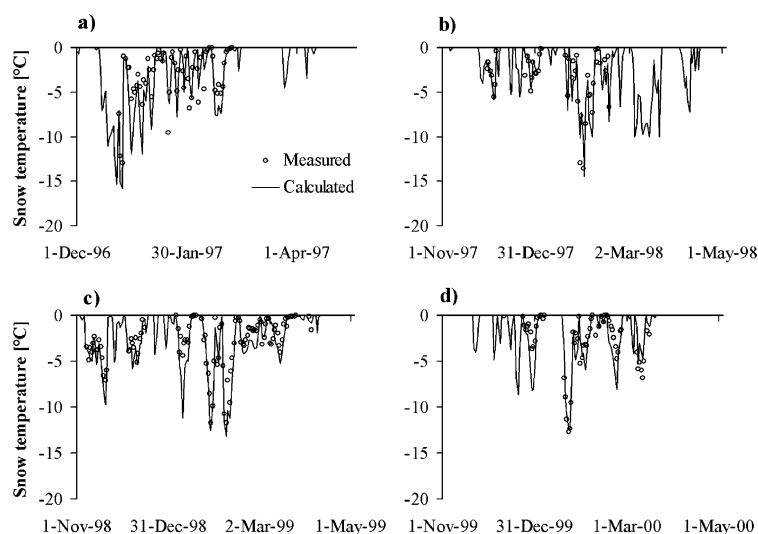 a)
b)
Snow temperature [°C]
0
-5
-10
-15
-20
0
-5
-10
-15
-20
Measured
Calculated
1-Dec-96 30-Jan-97 1-Apr-97
1-Nov-97 31-Dec-97 2-Mar-98 1-May-98
c)
d)
Snow temperature [°C]
0
-5
-10
-15
-20
0
-5
-10
-15
-20
1-Nov-98 31-Dec-98 2-Mar-99 1-May-99
1-Nov-99 31-Dec-99 1-Mar-00 1-May-00